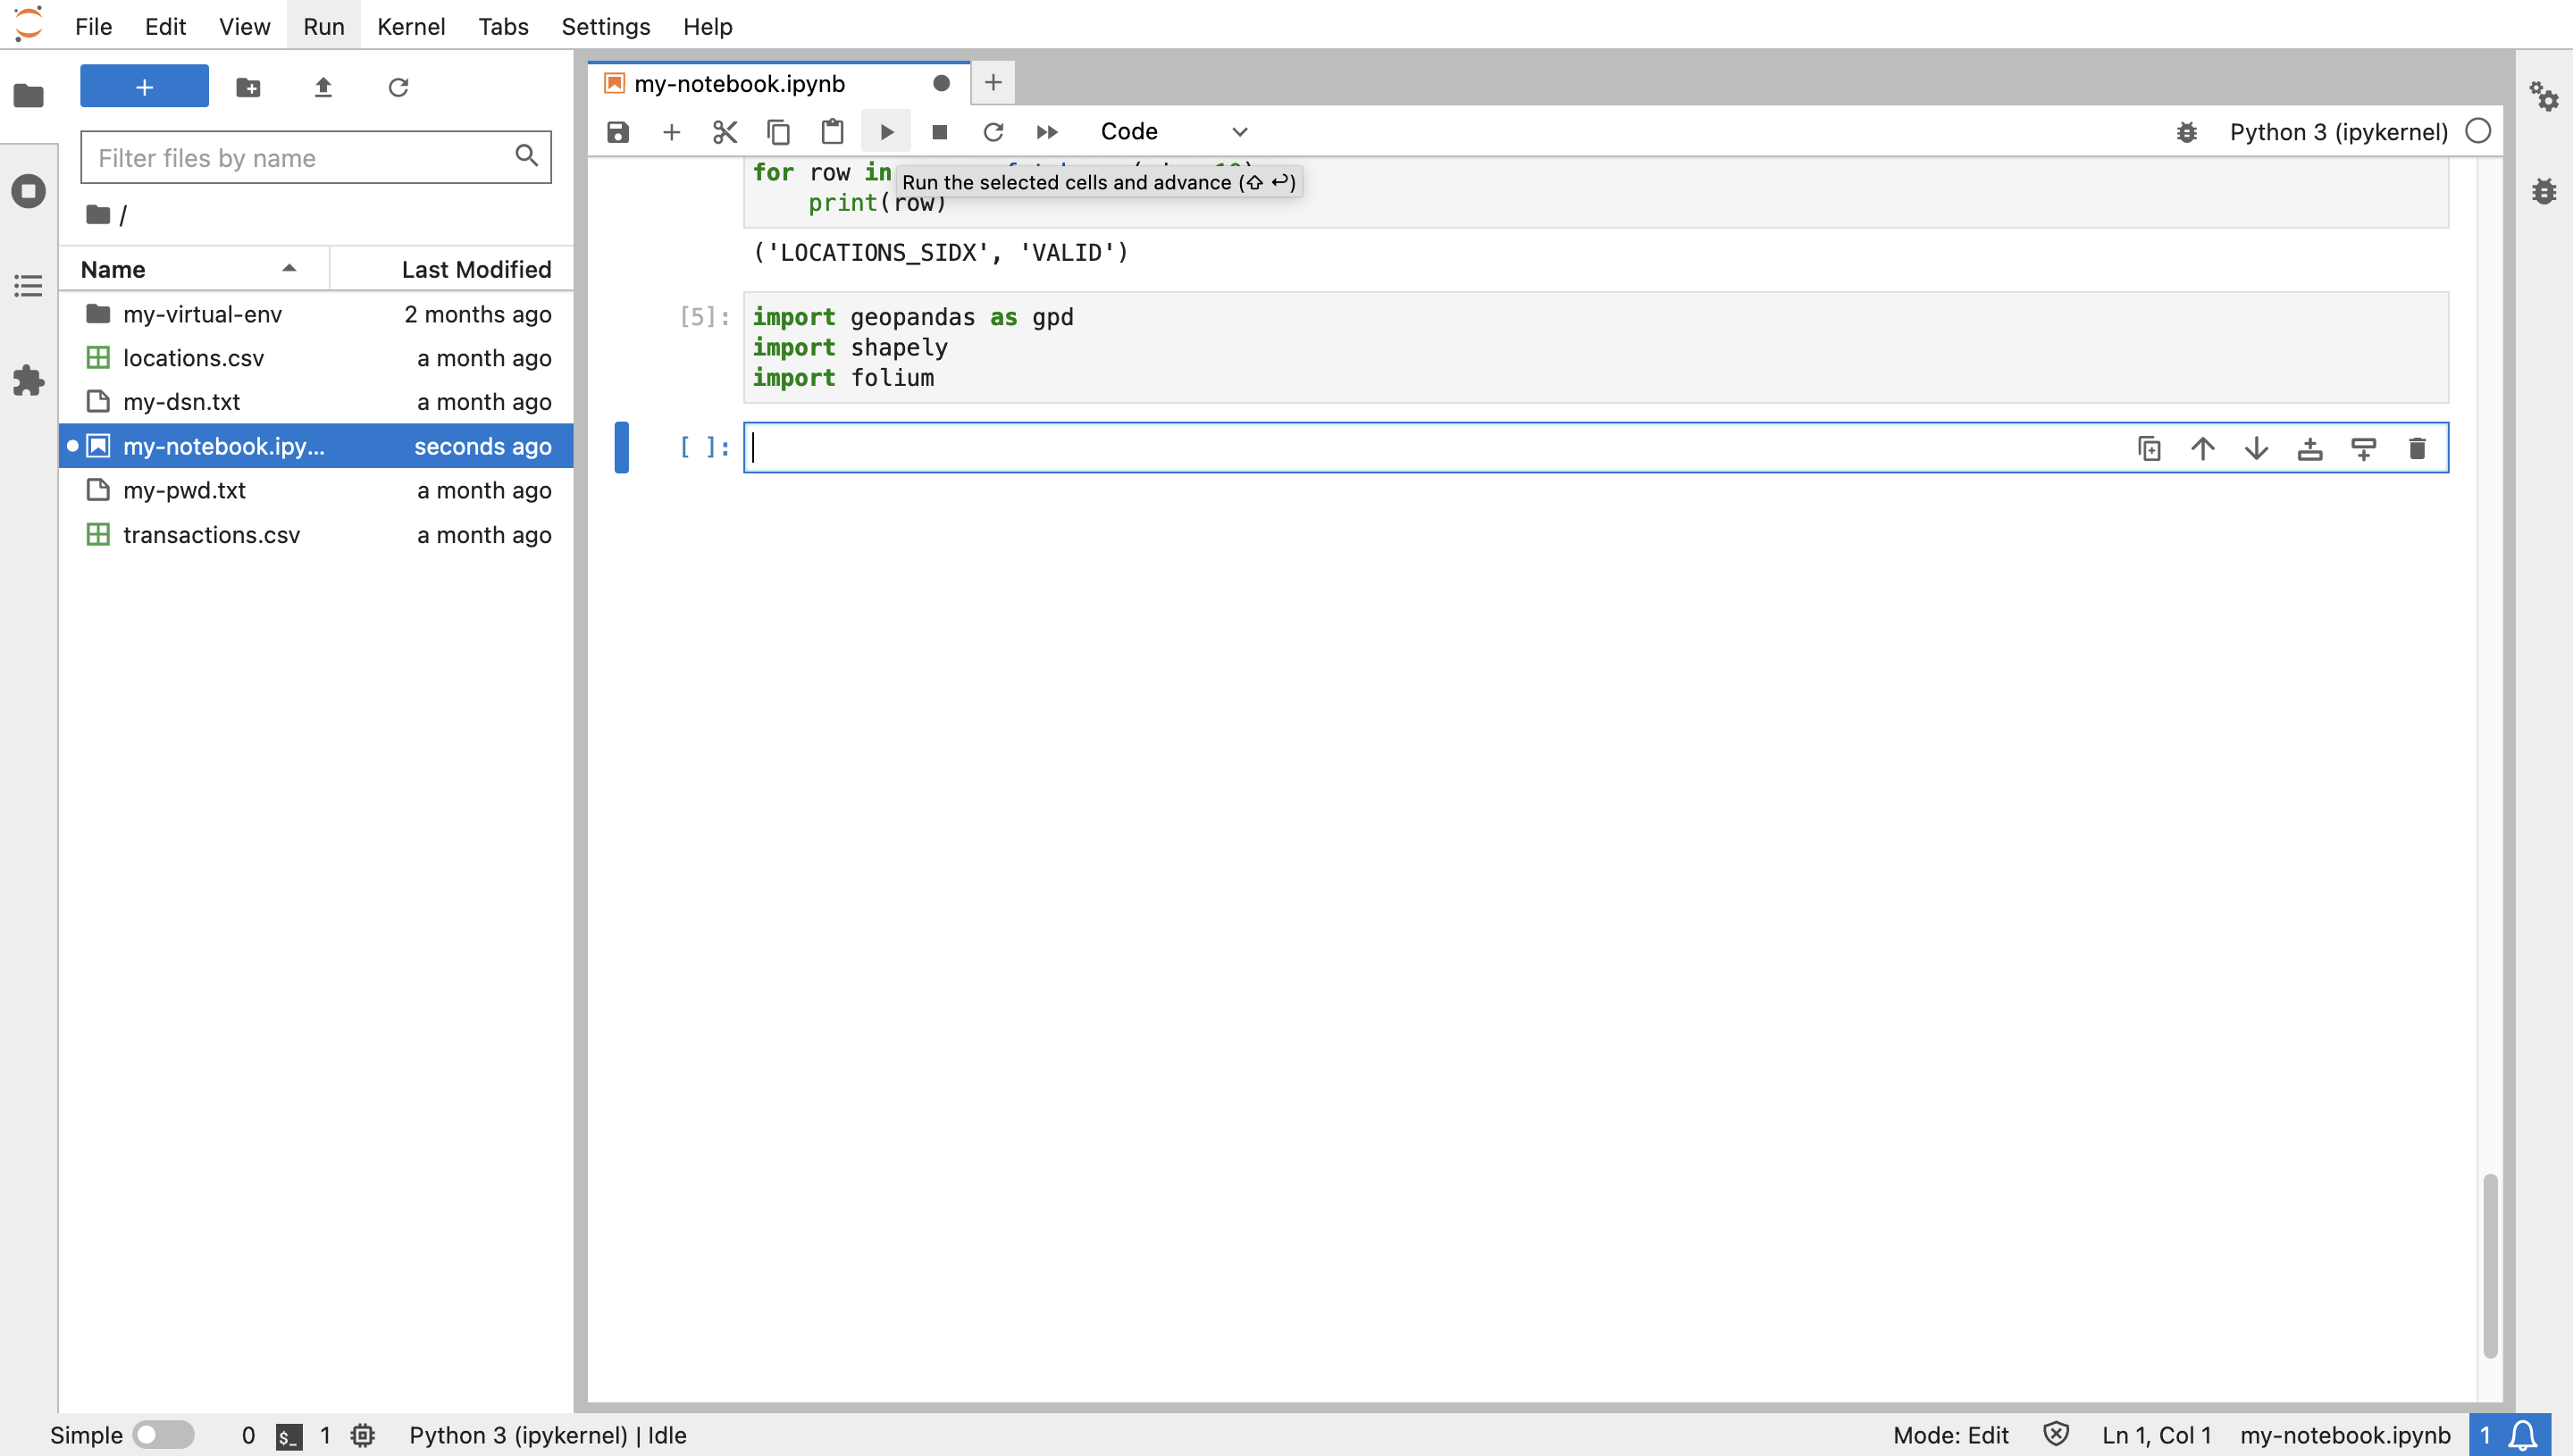 File Edit View Run Kernel Tabs Settings Help
my-notebook.ipynb
Code
Python 3 (ipykernel)
Filter files by name
/
Name Last Modified
my-virtual-env 2 months ago
locations.csv a month ago
my-dsn.txt a month ago
my-notebook.ipy... seconds ago
my-pwd.txt a month ago
transactions.csv a month ago
for row in
Run the selected cells and advance (⇧ ↩)
print(row)
('LOCATIONS_SIDX', 'VALID')
[5]: import geopandas as gpd
import shapely
import folium
[ ]:
Simple 0 $_ 1 Python 3 (ipykernel) | Idle Mode: Edit Ln 1, Col 1 my-notebook.ipynb 1